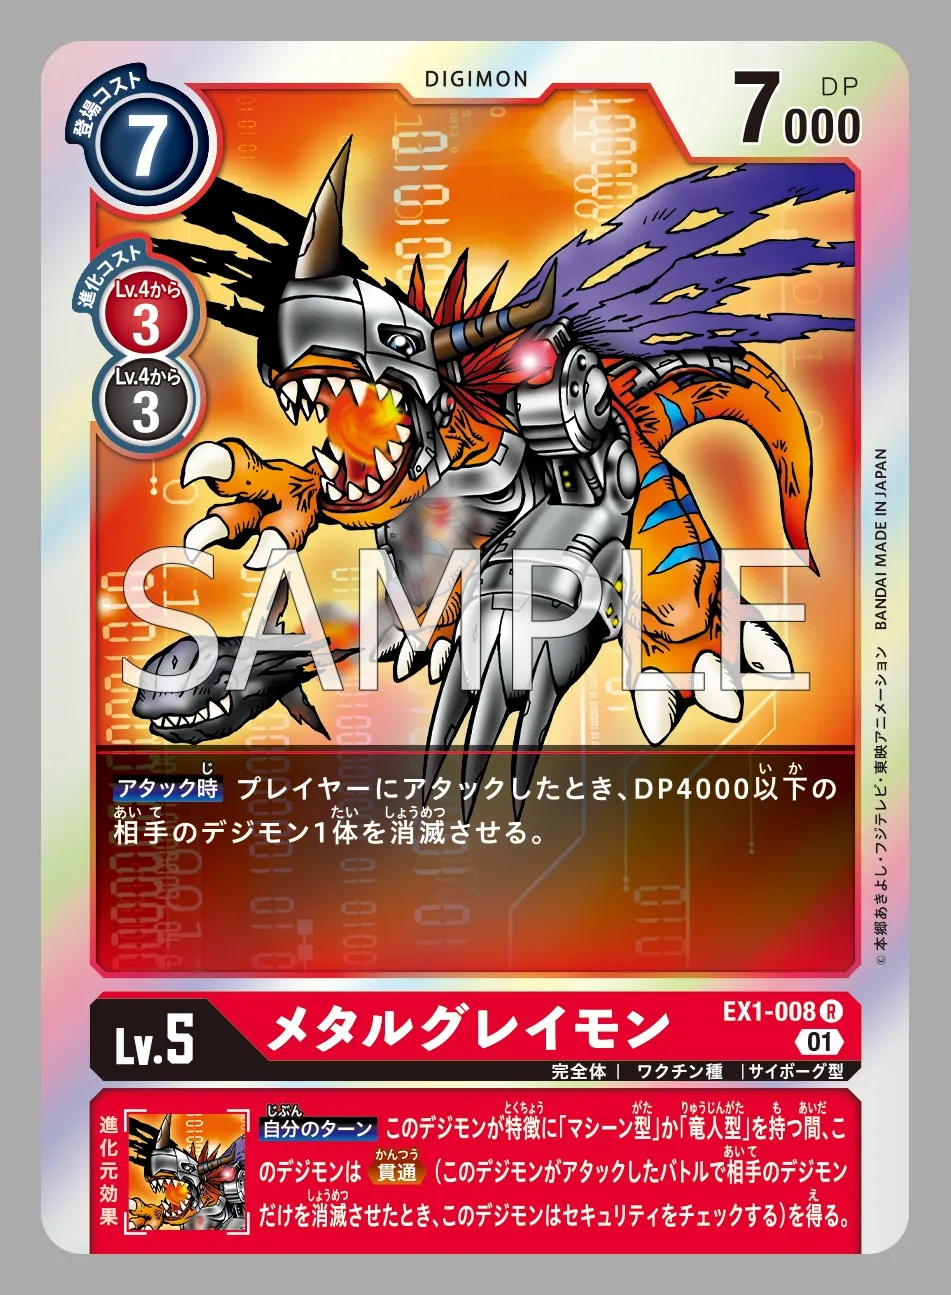 DIGIMON
登場コスト
7
DP
7000
進化コスト
Lv.4から
3
Lv.4から
3
SAMPLE
アタック時 プレイヤーにアタックしたとき、DP4000以下の
相手のデジモン1体を消滅させる。
©本郷あきよし・フジテレビ・東映アニメーション BANDAI MADE IN JAPAN
Lv.5
メタルグレイモン
EX1-008 R
01
完全体 | ワクチン種 | サイボーグ型
進化元効果
自分のターン このデジモンが特徴に「マシーン型」か「竜人型」を持つ間、こ
のデジモンは 貫通 (このデジモンがアタックしたバトルで相手のデジモン
だけを消滅させたとき、このデジモンはセキュリティをチェックする)を得る。